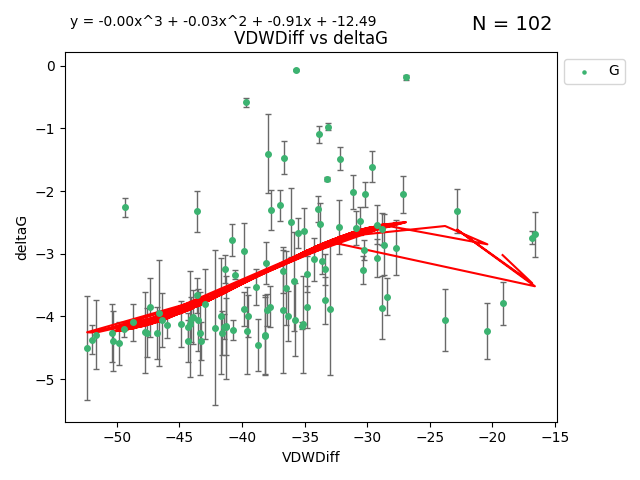 y = -0.00x^3 + -0.03x^2 + -0.91x + -12.49
N = 102
VDWDiff vs deltaG
G
0
−1
−2
−3
−4
−5
deltaG
−50
−45
−40
−35
−30
−25
−20
−15
VDWDiff